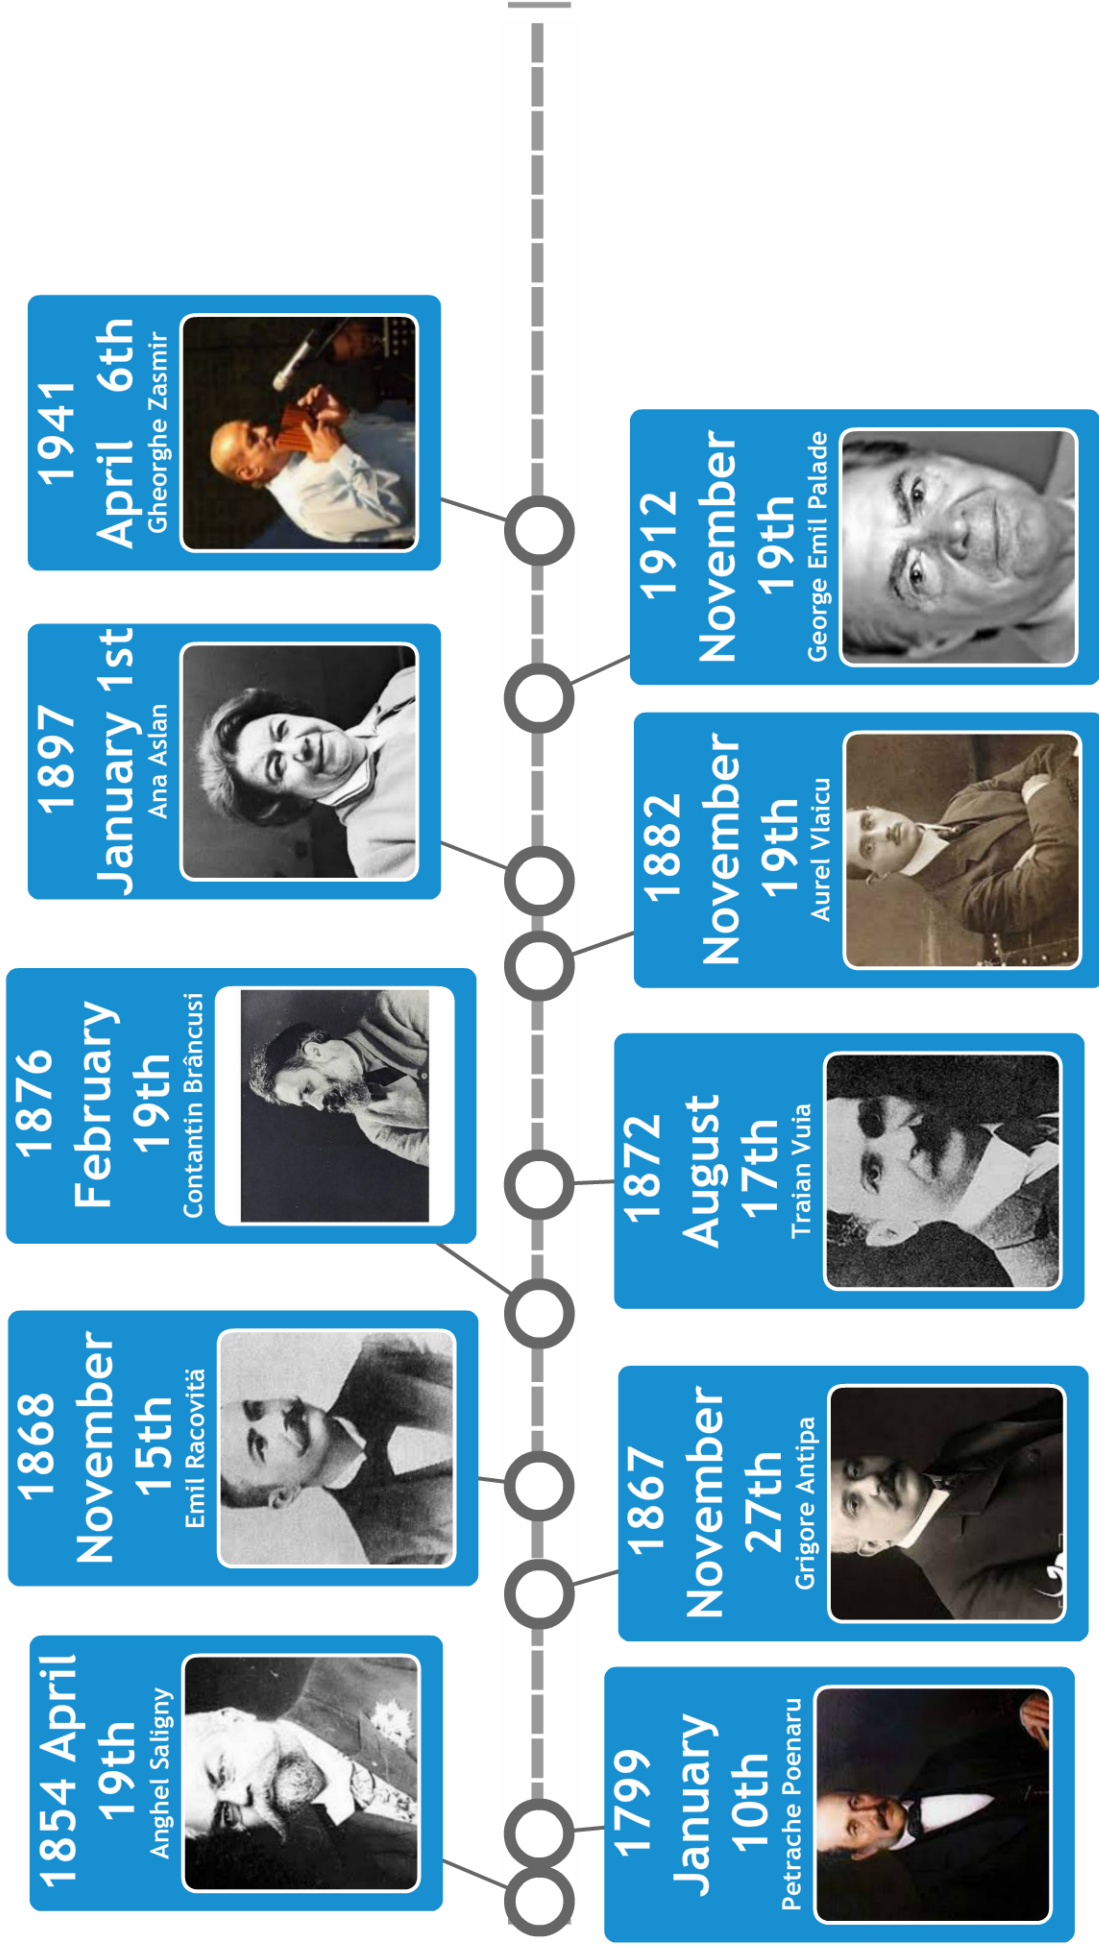 1854 April
19th
Anghel Saligny
1868
November
15th
Emil Racovitä
1876
February
19th
Contantin Brâncusi
1897
January 1st
Ana Aslan
1941
April 6th
Gheorghe Zasmir
1799
January
10th
Petrache Poenaru
1867
November
27th
Grigore Antipa
1872
August
17th
Traian Vuia
1882
November
19th
Aurel Vlaicu
1912
November
19th
George Emil Palade